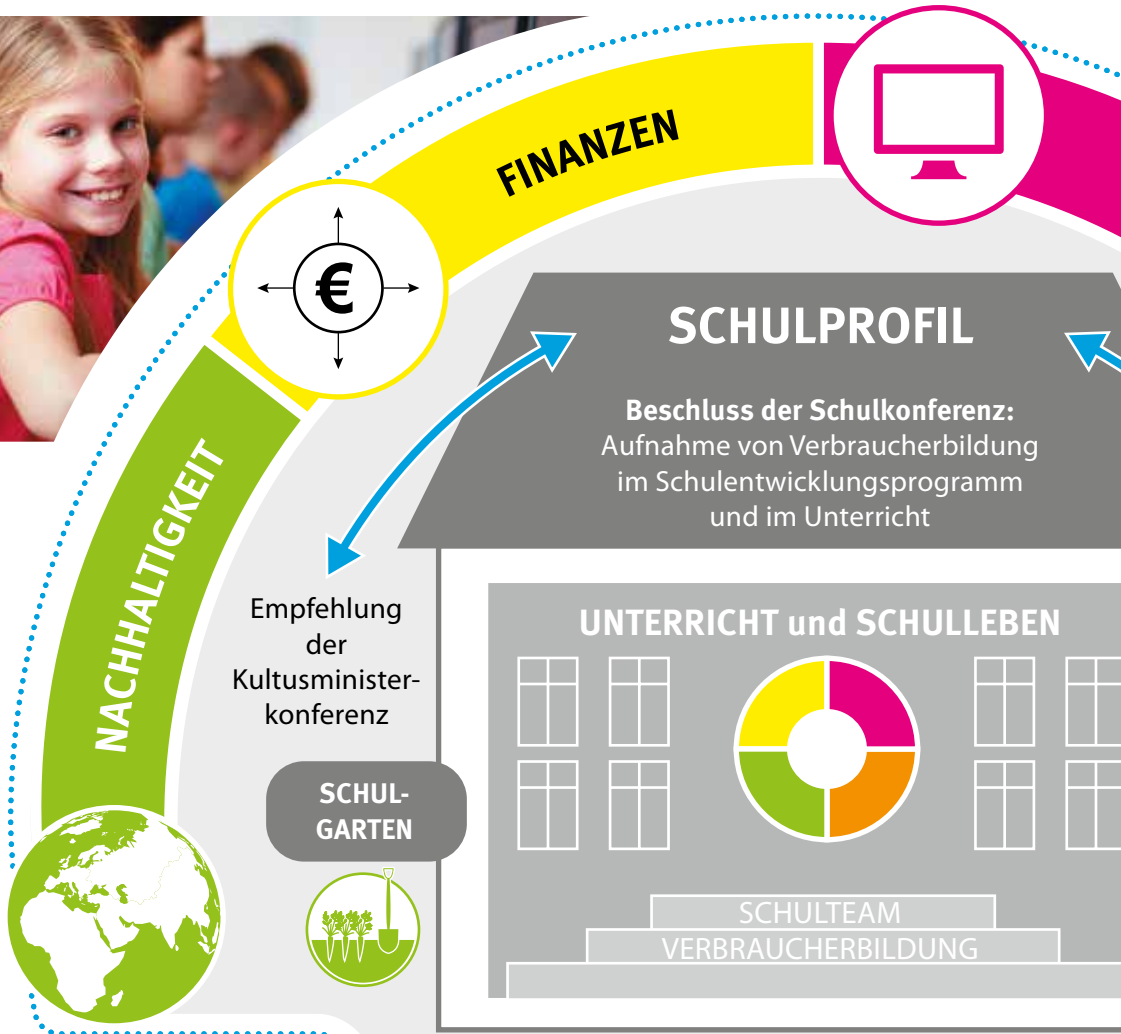 FINANZEN
€
NACHHALTIGKEIT
SCHULPROFIL
Beschluss der Schulkonferenz:
Aufnahme von Verbraucherbildung
im Schulentwicklungsprogramm
und im Unterricht
Empfehlung
der
Kultusminister-
konferenz
UNTERRICHT und SCHULLEBEN
SCHUL-
GARTEN
SCHULTEAM
VERBRAUCHERBILDUNG